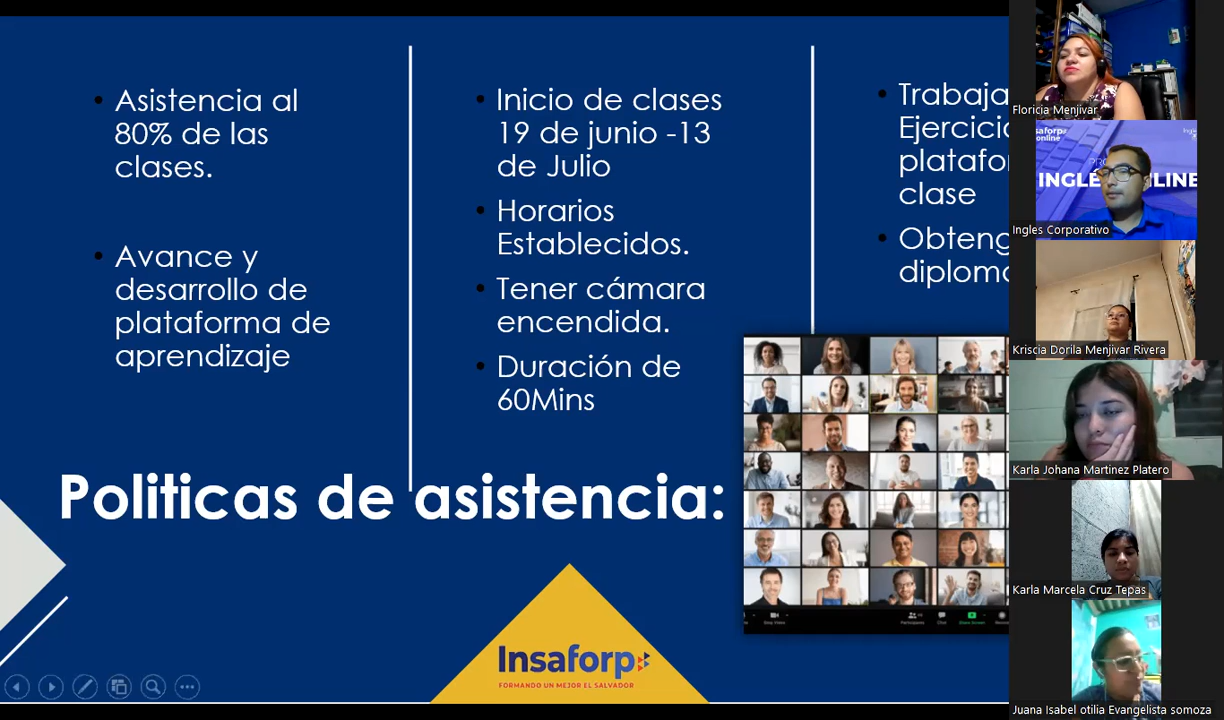 Asistencia al
80% de las
clases.
Avance y
desarrollo de
plataforma de
aprendizaje
Inicio de clases
19 de junio -13
de Julio
Horarios
Establecidos.
Tener cámara
encendida.
Duración de
60Mins
clase
Politicas de asistencia:
Insaforp
FORMANDO UN MEJOR EL SALVADOR
Floricia Menjivar
online
Ingles Corporativo
Kriscia Dorila Menjivar Rivera
Karla Johana Martinez Platero
Karla Marcela Cruz Tepas
Juana Isabel otilia Evangelista somoza